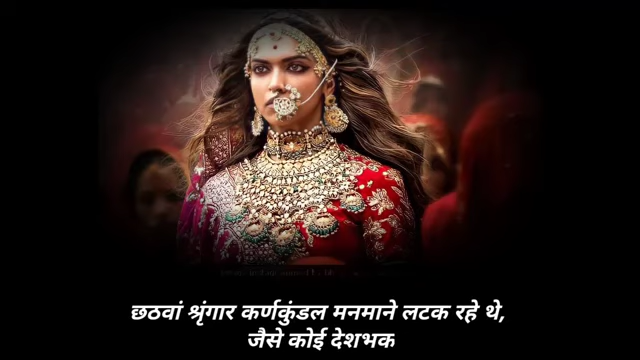 छठवां श्रृंगार कर्णकुंडल मनमाने लटक रहे थे,
जैसे कोई देशभक